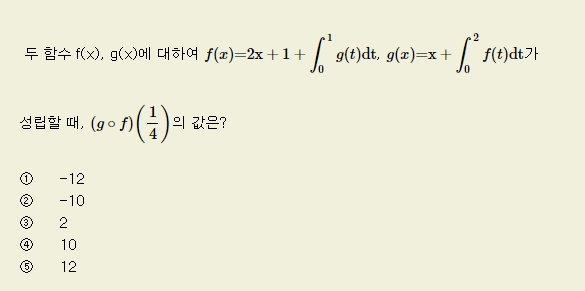 두 함수 f(x), g(x)에 대하여 f(x)=2x+1+∫₀¹ g(t)dt, g(x)=x+∫₀² f(t)dt가
성립할 때, (g∘f)(1/4)의 값은?
① -12
② -10
③ 2
④ 10
⑤ 12